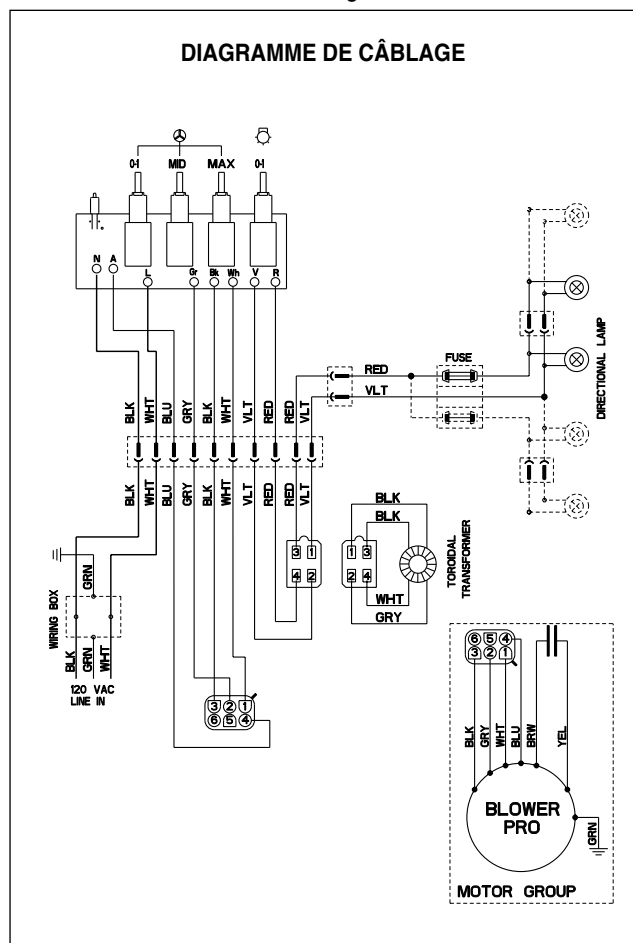 DIAGRAMME DE CÂBLAGE
0-1 MID MAX 0-1
N A L Gr Bk Wh V R
BLK WHT BLU GRY BLK WHT VLT RED RED VLT
BLK WHT BLU GRY BLK WHT VLT RED RED VLT
RED
VLT
FUSE
DIRECTIONAL LAMP
3 1
4 2
1 3
2 4
BLK
BLK
WHT
GRY
TOROIDAL
TRANSFORMER
GRN
WIRING BOX
BLK GRN WHT
120 VAC
LINE IN
3 2 1
6 5 4
6 5 4
3 2 1
BLK GRY WHT BLU BRW YEL
BLOWER
PRO
GRN
MOTOR GROUP